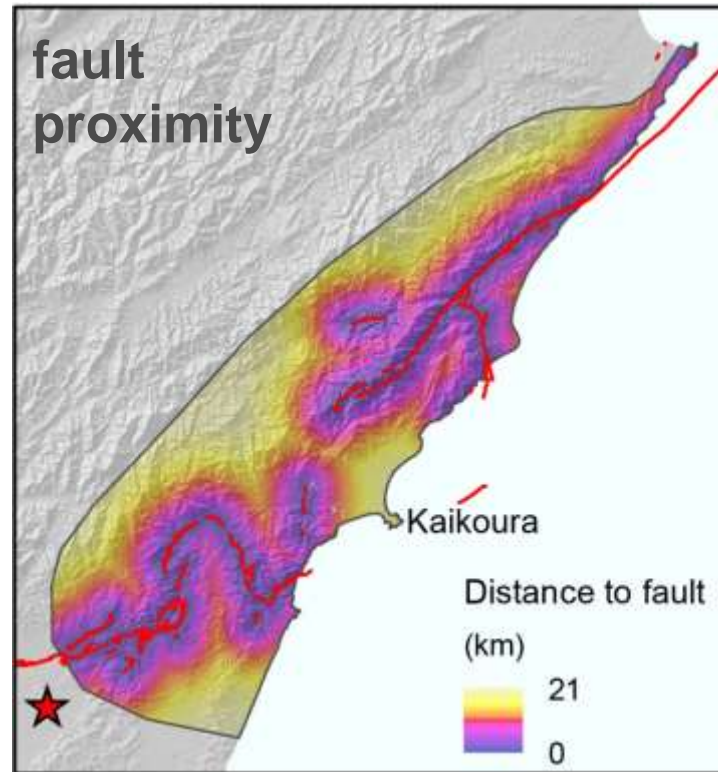 fault
proximity
Kaikoura
Distance to fault
(km)
21
0